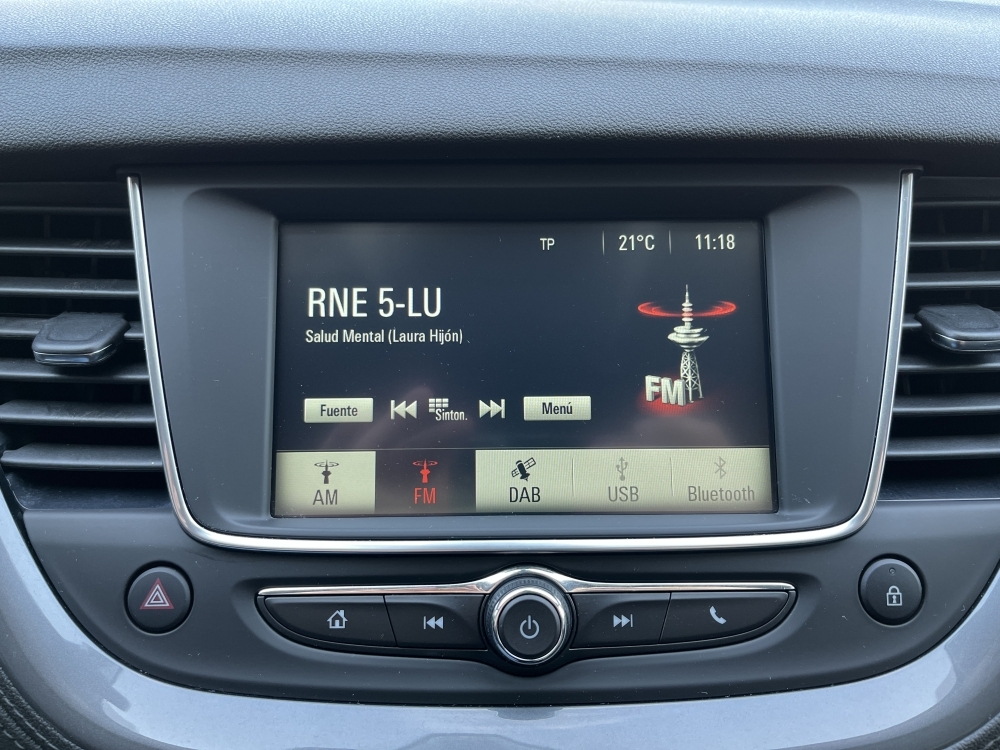 TP 21°C 11:18
RNE 5-LU
Salud Mental (Laura Hijón)
FM
Fuente Sinton. Menú
AM FM DAB USB Bluetooth